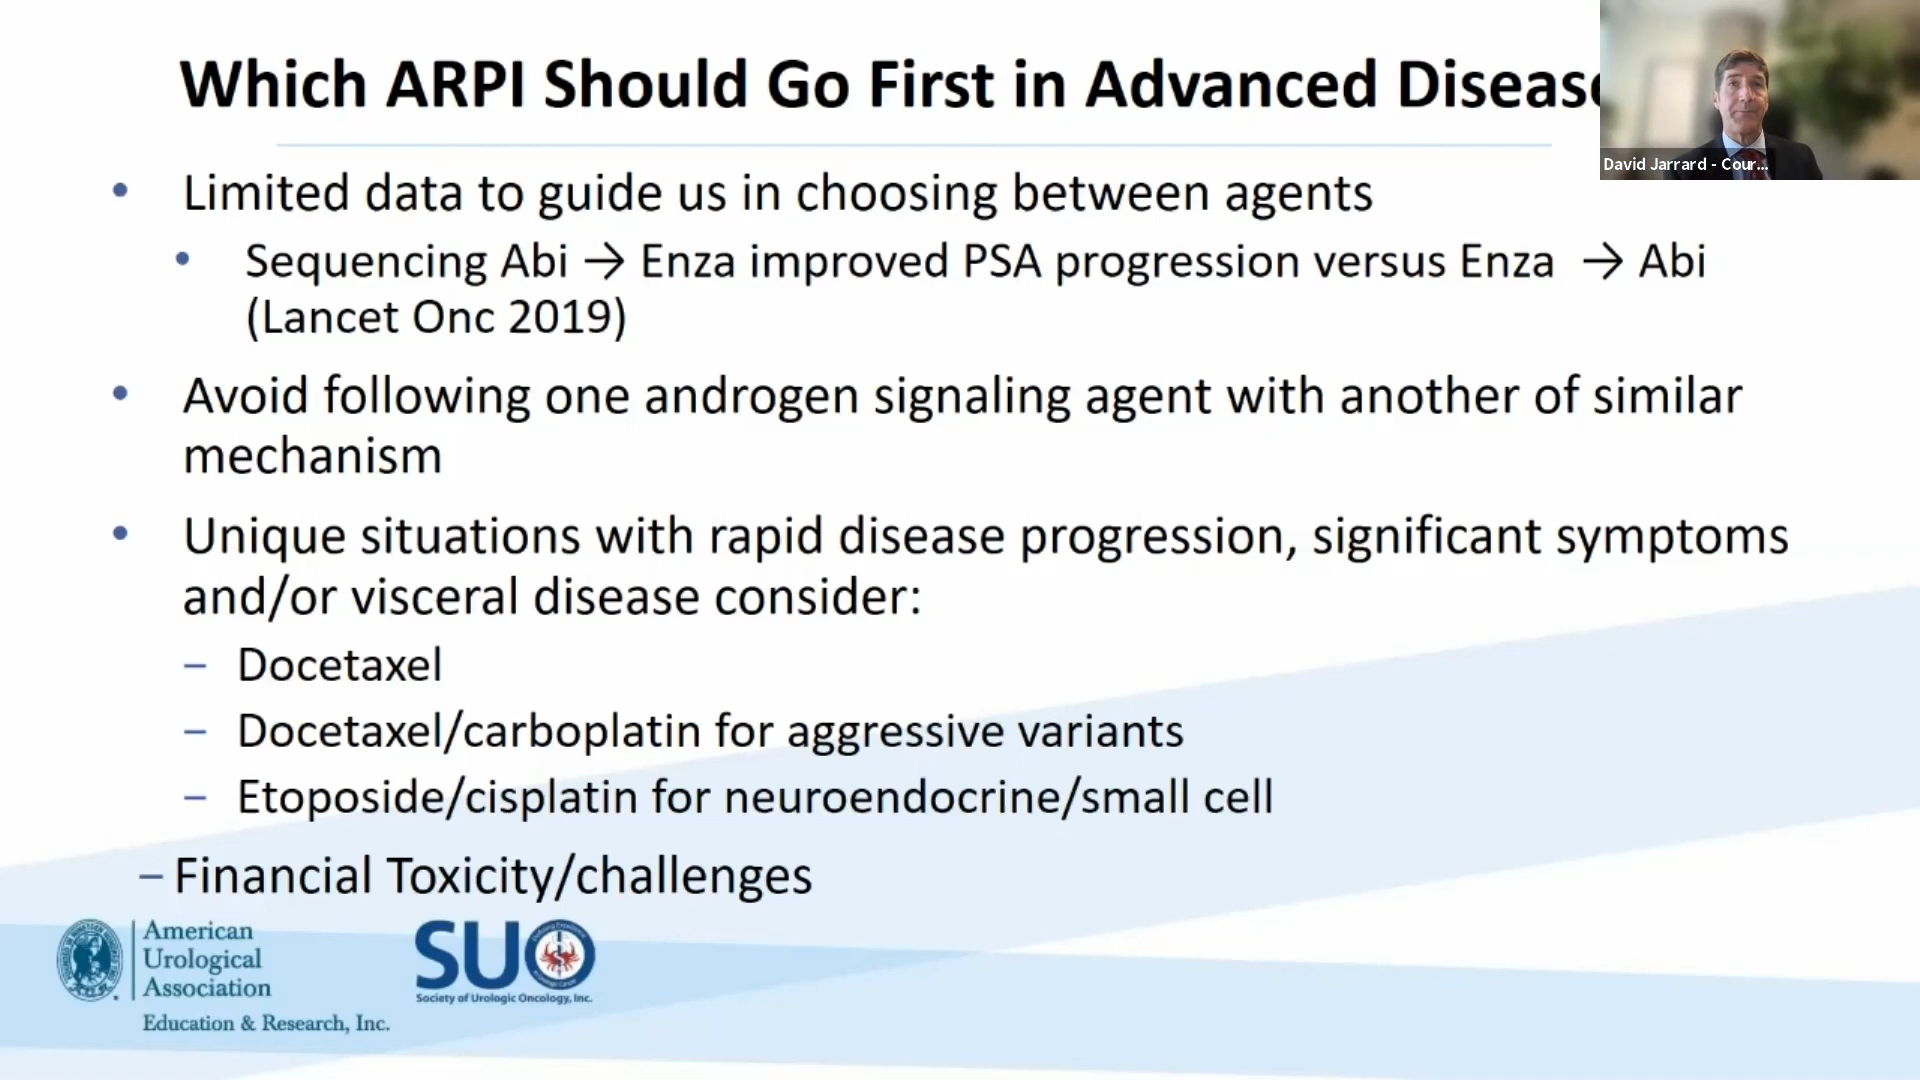 Which ARPI Should Go First in Advanced Disease
David Jarrard - Cour...
• Limited data to guide us in choosing between agents
• Sequencing Abi → Enza improved PSA progression versus Enza → Abi
(Lancet Onc 2019)
• Avoid following one androgen signaling agent with another of similar
mechanism
• Unique situations with rapid disease progression, significant symptoms
and/or visceral disease consider:
– Docetaxel
– Docetaxel/carboplatin for aggressive variants
– Etoposide/cisplatin for neuroendocrine/small cell
– Financial Toxicity/challenges
American
Urological
Association
Education & Research, Inc.
SUO
Society of Urologic Oncology, Inc.